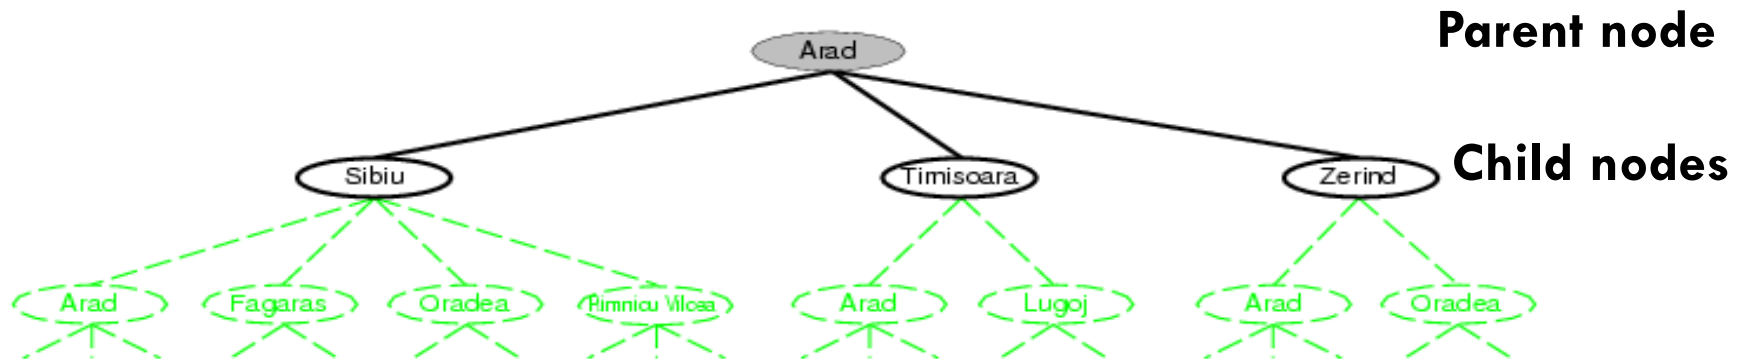 Parent node
Arad
Sibiu
Timisoara
Zerind
Child nodes
Arad
Fagaras
Oradea
Rimnicu Vilcea
Arad
Lugoj
Arad
Oradea